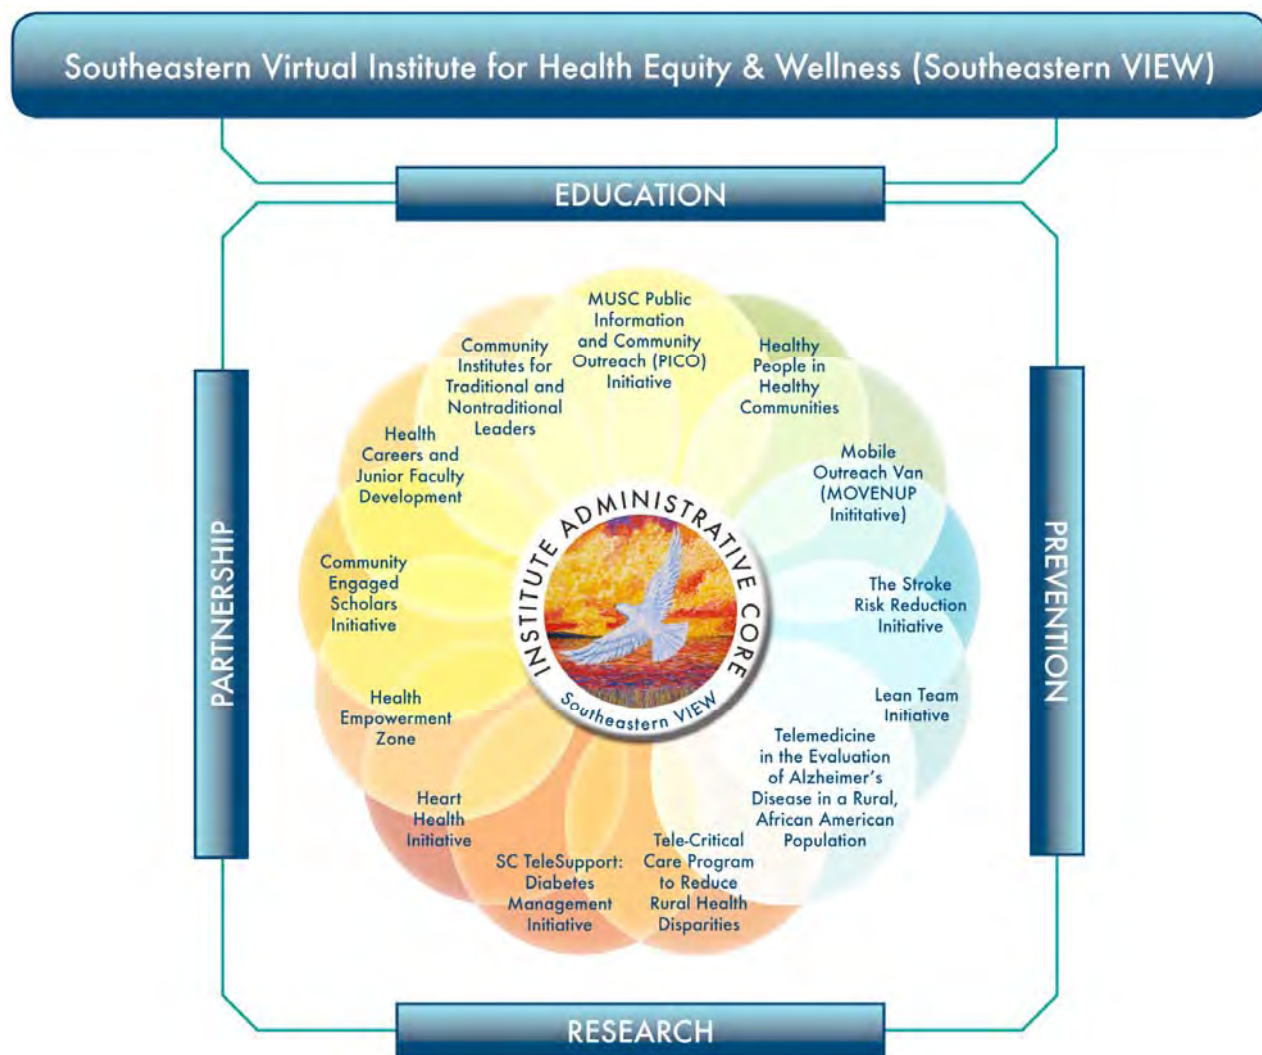 Southeastern Virtual Institute for Health Equity & Wellness (Southeastern VIEW)
EDUCATION
PARTNERSHIP
PREVENTION
RESEARCH
MUSC Public
Information
and Community
Outreach (PICO)
Initiative
Healthy
People in
Healthy
Communities
Mobile
Outreach Van
(MOVENUP
Inititative)
The Stroke
Risk Reduction
Initiative
Lean Team
Initiative
Telemedicine
in the Evaluation
of Alzheimer's
Disease in a Rural,
African American
Population
Tele-Critical
Care Program
to Reduce
Rural Health
Disparities
SC TeleSupport:
Diabetes
Management
Initiative
Heart
Health
Initiative
Health
Empowerment
Zone
Community
Engaged
Scholars
Initiative
Health
Careers and
Junior Faculty
Development
Community
Institutes for
Traditional and
Nontraditional
Leaders
INSTITUTE ADMINISTRATIVE CORE
Southeastern VIEW